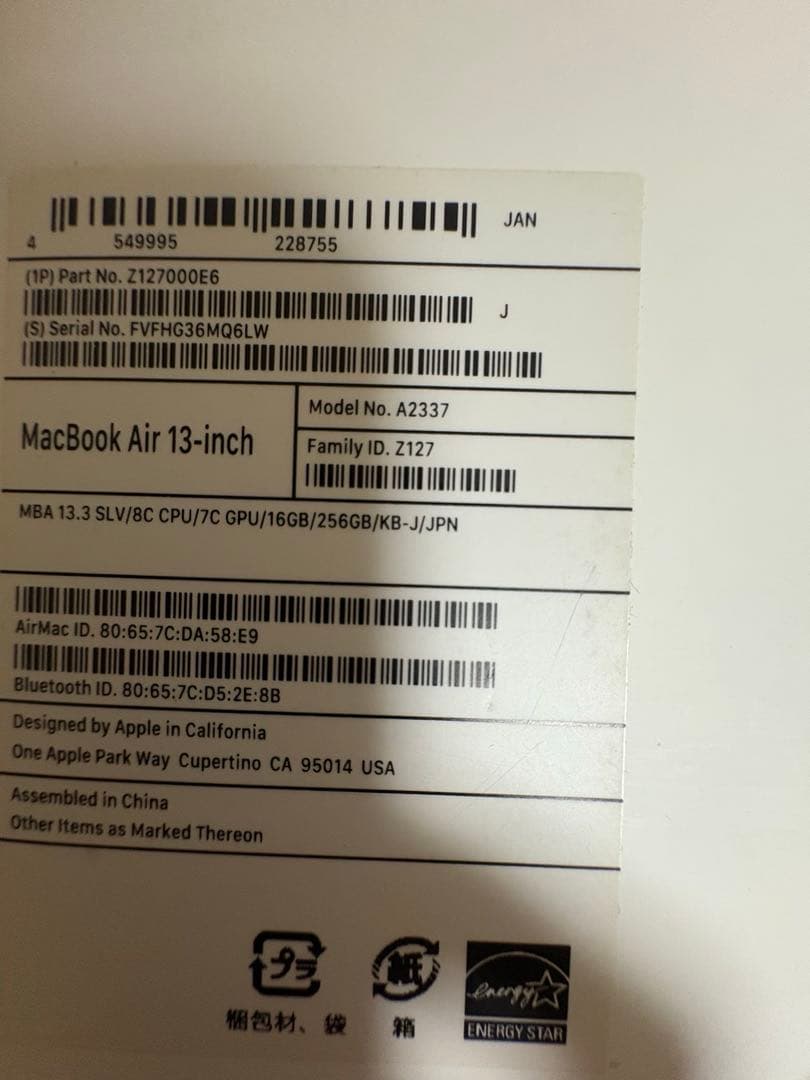 JAN
4 549995 228755
(1P) Part No. Z127000E6
J
(S) Serial No. FVFHG36MQ6LW
MacBook Air 13-inch
Model No. A2337
Family ID. Z127
MBA 13.3 SLV/8C CPU/7C GPU/16GB/256GB/KB-J/JPN
AirMac ID. 80:65:7C:DA:58:E9
Bluetooth ID. 80:65:7C:D5:2E:8B
Designed by Apple in California
One Apple Park Way Cupertino CA 95014 USA
Assembled in China
Other Items as Marked Thereon
プラ
紙
energy
梱包材、袋
箱
ENERGY STAR